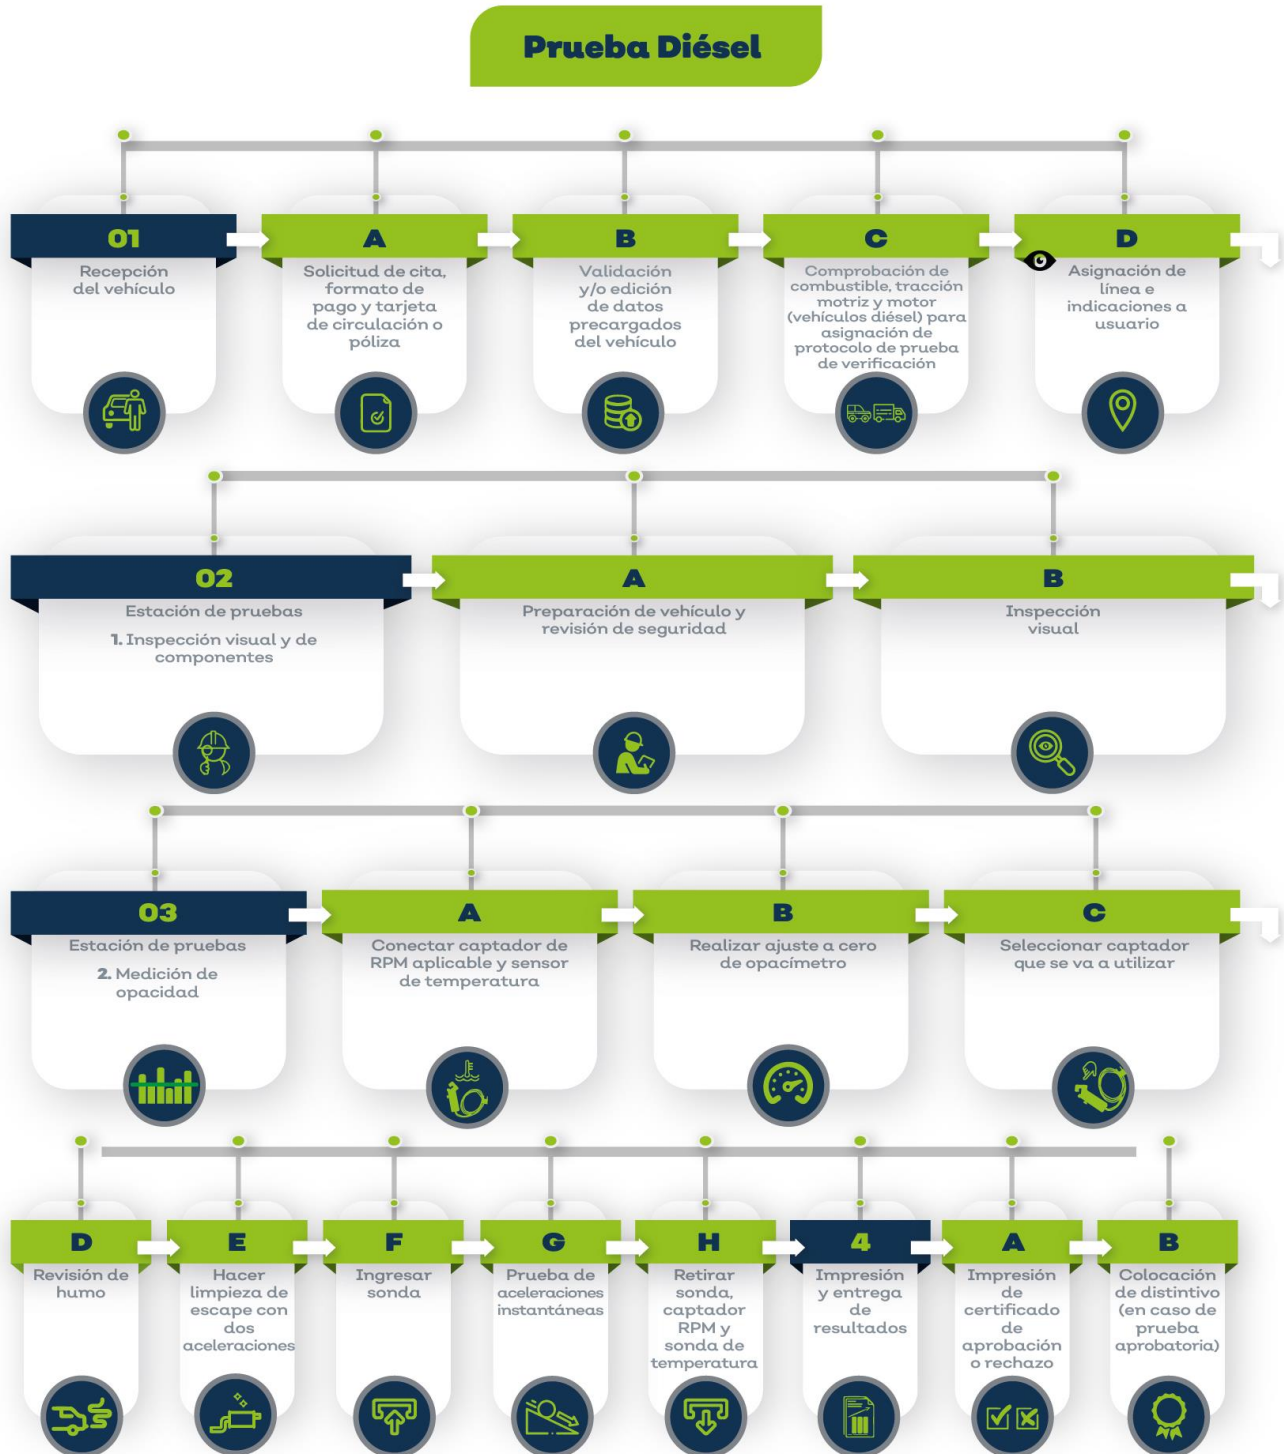 Prueba Diésel
01
Recepción
del vehículo
A
Solicitud de cita,
formato de
pago y tarjeta
de circulación o
póliza
B
Validación
y/o edición
de datos
precargados
del vehículo
C
Comprobación de
combustible, tracción
motriz y motor
(vehículos diésel) para
asignación de
protocolo de prueba
de verificación
D
Asignación de
línea e
indicaciones a
usuario
02
Estación de pruebas
1. Inspección visual y de
componentes
A
Preparación de vehículo y
revisión de seguridad
B
Inspección
visual
03
Estación de pruebas
2. Medición de
opacidad
A
Conectar captador de
RPM aplicable y sensor
de temperatura
B
Realizar ajuste a cero
de opacímetro
C
Seleccionar captador
que se va a utilizar
D
Revisión de
humo
E
Hacer
limpieza de
escape con
dos
aceleraciones
F
Ingresar
sonda
G
Prueba de
aceleraciones
instantáneas
H
Retirar
sonda,
captador
RPM y
sonda de
temperatura
4
Impresión
y entrega
de
resultados
A
Impresión
de
certificado
de
aprobación
o rechazo
B
Colocación
de distintivo
(en caso de
prueba
aprobatoria)